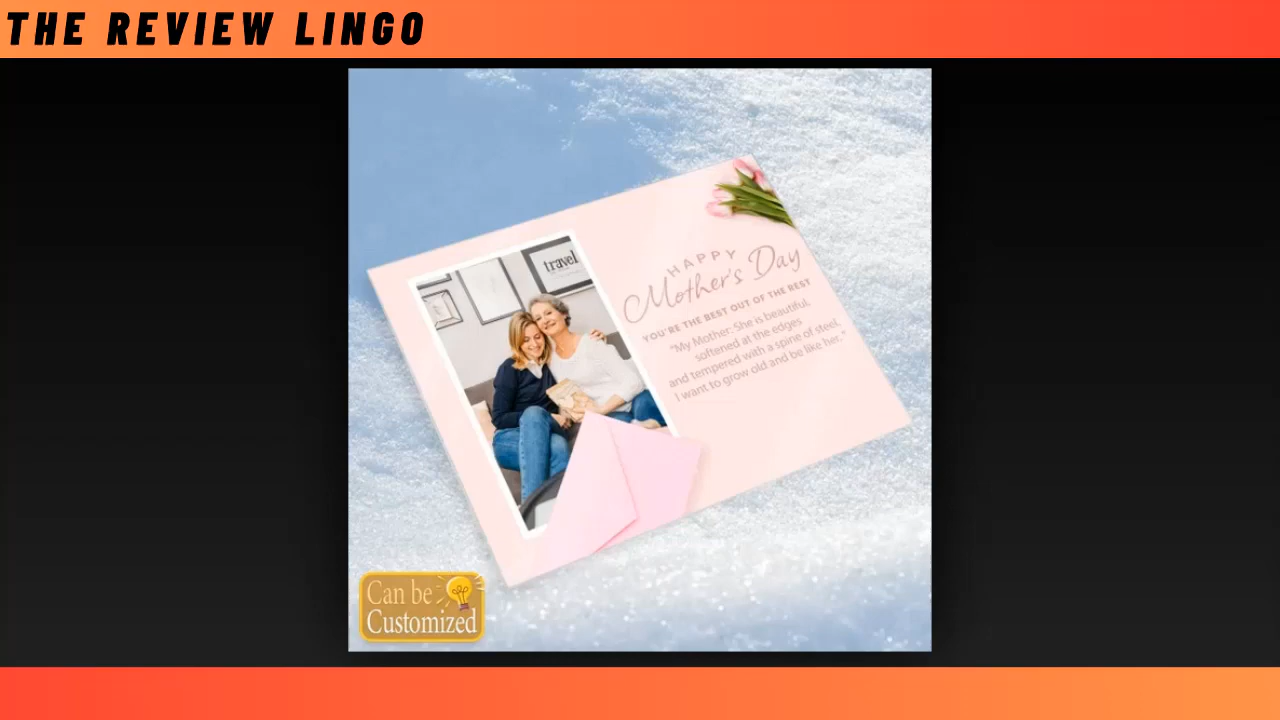 THE REVIEW LINGO
travel
HAPPY
Mother's Day
YOU'RE THE BEST OUT OF THE REST
"My Mother: She is beautiful,
softened at the edges
and tempered with a spine of steel.
I want to grow old and be like her."
Can be
Customized